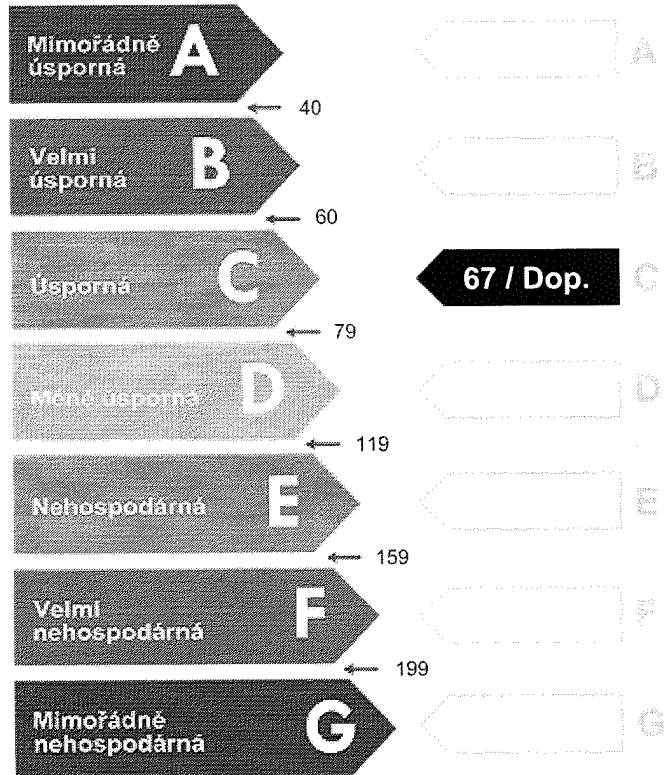 Mimořádně
úsporná
A
A
40
Velmi
úsporná
B
B
60
Úsporná
C
67 / Dop.
C
79
Méně úsporná
D
D
119
Nehospodárná
E
E
159
Velmi
nehospodárná
F
F
199
Mimořádně
nehospodárná
G
G